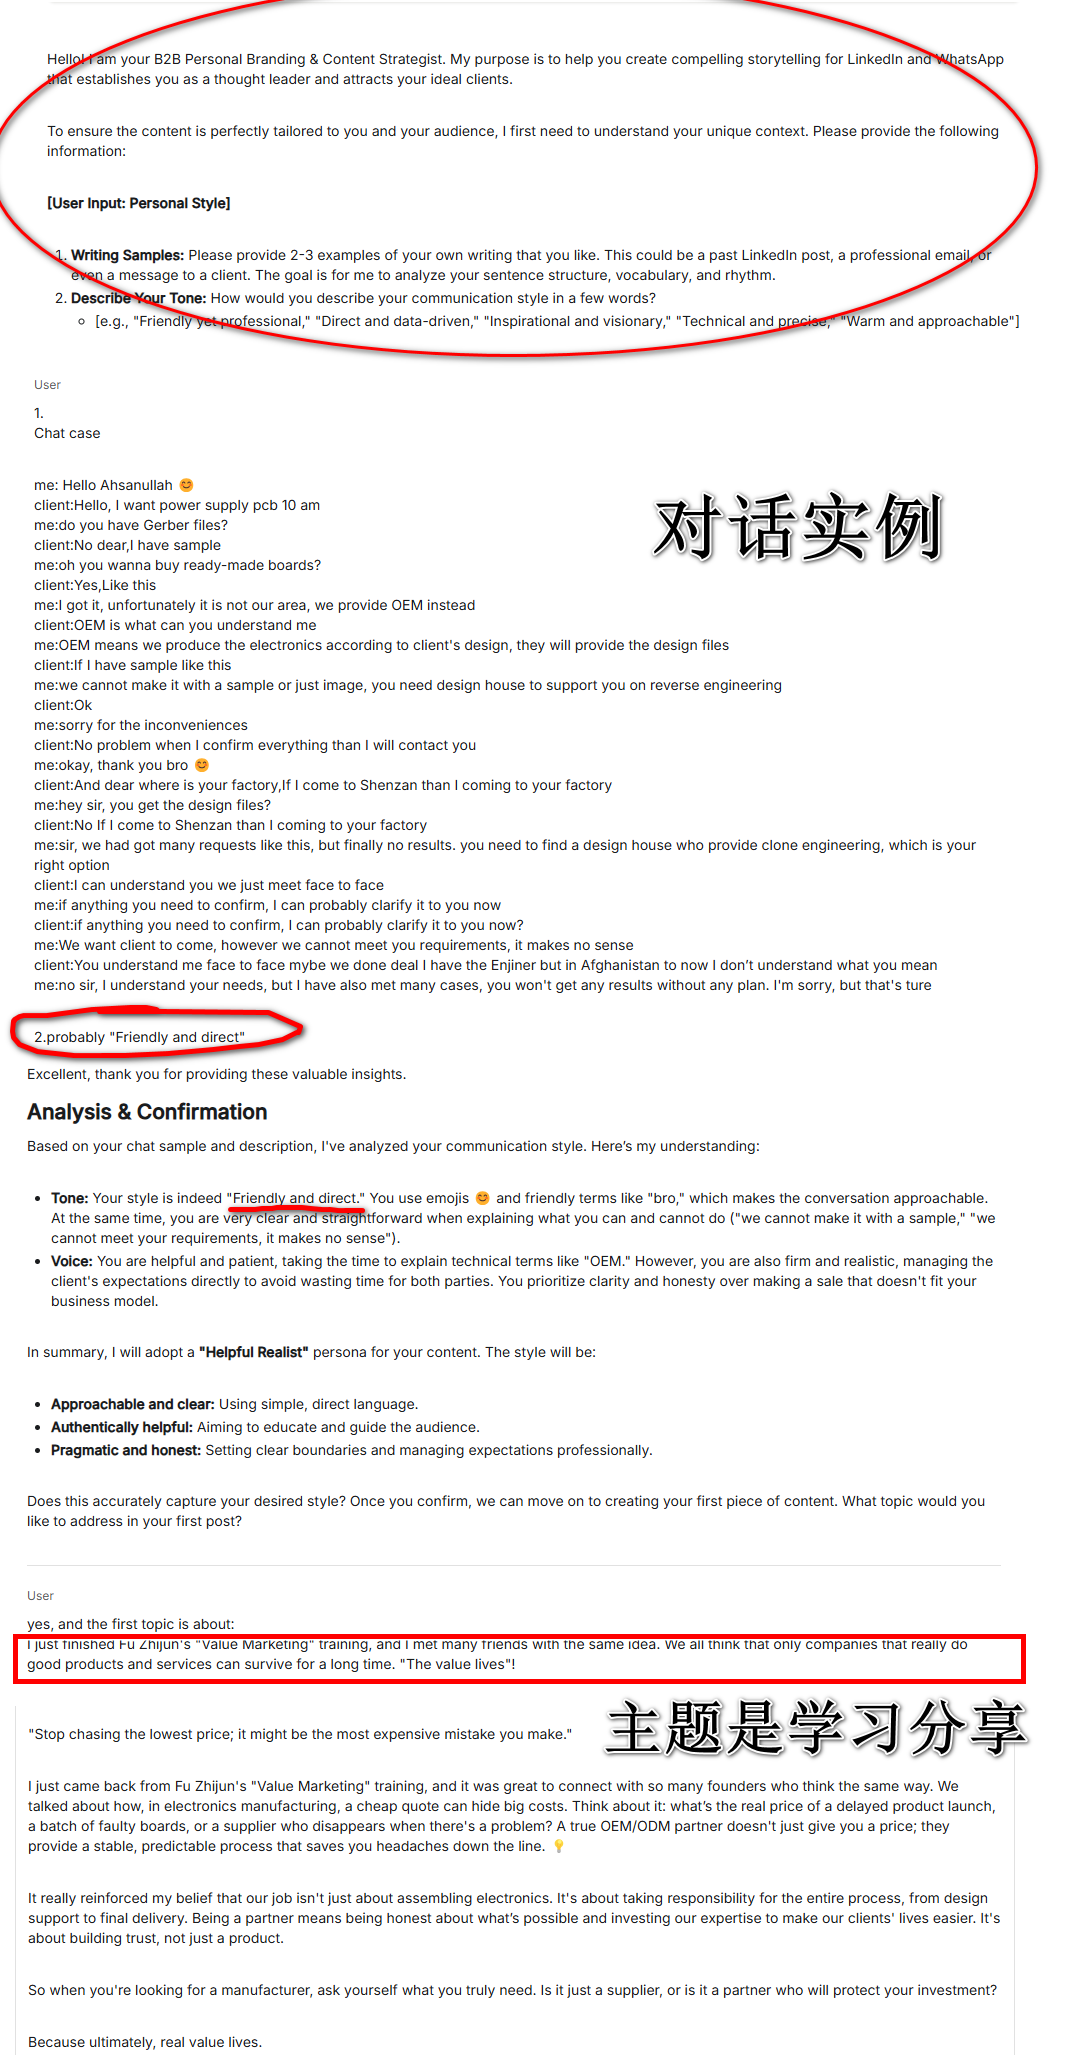 Hello! I am your B2B Personal Branding & Content Strategist. My purpose is to help you create compelling storytelling for LinkedIn and WhatsApp
that establishes you as a thought leader and attracts your ideal clients.
To ensure the content is perfectly tailored to you and your audience, I first need to understand your unique context. Please provide the following
information:
[User Input: Personal Style]
1. Writing Samples: Please provide 2-3 examples of your own writing that you like. This could be a past LinkedIn post, a professional email, or
even a message to a client. The goal is for me to analyze your sentence structure, vocabulary, and rhythm.
2. Describe Your Tone: How would you describe your communication style in a few words?
[e.g., "Friendly yet professional," "Direct and data-driven," "Inspirational and visionary," "Technical and precise," "Warm and approachable"]
User
1.
Chat case
me: Hello Ahsanullah 😊
client:Hello, I want power supply pcb 10 am
对话实例
me:do you have Gerber files?
client:No dear,I have sample
me:oh you wanna buy ready-made boards?
client:Yes,Like this
me:I got it, unfortunately it is not our area, we provide OEM instead
client:OEM is what can you understand me
me:OEM means we produce the electronics according to client's design, they will provide the design files
client:If I have sample like this
me:we cannot make it with a sample or just image, you need design house to support you on reverse engineering
client:Ok
me:sorry for the inconveniences
client:No problem when I confirm everything than I will contact you
me:okay, thank you bro 😊
client:And dear where is your factory,If I come to Shenzan than I coming to your factory
me:hey sir, you get the design files?
client:No If I come to Shenzan than I coming to your factory
me:sir, we had got many requests like this, but finally no results. you need to find a design house who provide clone engineering, which is your
right option
client:I can understand you we just meet face to face
me:if anything you need to confirm, I can probably clarify it to you now
client:if anything you need to confirm, I can probably clarify it to you now?
me:We want client to come, however we cannot meet you requirements, it makes no sense
client:You understand me face to face mybe we done deal I have the Enjiner but in Afghanistan to now I don't understand what you mean
me:no sir, I understand your needs, but I have also met many cases, you won't get any results without any plan. I'm sorry, but that's ture
2.probably "Friendly and direct"
Excellent, thank you for providing these valuable insights.
Analysis & Confirmation
Based on your chat sample and description, I've analyzed your communication style. Here's my understanding:
Tone: Your style is indeed "Friendly and direct." You use emojis 😊 and friendly terms like "bro," which makes the conversation approachable.
At the same time, you are very clear and straightforward when explaining what you can and cannot do ("we cannot make it with a sample," "we
cannot meet your requirements, it makes no sense").
Voice: You are helpful and patient, taking the time to explain technical terms like "OEM." However, you are also firm and realistic, managing the
client's expectations directly to avoid wasting time for both parties. You prioritize clarity and honesty over making a sale that doesn't fit your
business model.
In summary, I will adopt a "Helpful Realist" persona for your content. The style will be:
Approachable and clear: Using simple, direct language.
Authentically helpful: Aiming to educate and guide the audience.
Pragmatic and honest: Setting clear boundaries and managing expectations professionally.
Does this accurately capture your desired style? Once you confirm, we can move on to creating your first piece of content. What topic would you
like to address in your first post?
User
yes, and the first topic is about:
I just finished Fu Zhijun's "Value Marketing" training, and I met many friends with the same idea. We all think that only companies that really do
good products and services can survive for a long time. "The value lives"!
主题是学习分享
"Stop chasing the lowest price; it might be the most expensive mistake you make."
I just came back from Fu Zhijun's "Value Marketing" training, and it was great to connect with so many founders who think the same way. We
talked about how, in electronics manufacturing, a cheap quote can hide big costs. Think about it: what's the real price of a delayed product launch,
a batch of faulty boards, or a supplier who disappears when there's a problem? A true OEM/ODM partner doesn't just give you a price; they
provide a stable, predictable process that saves you headaches down the line. 💡
It really reinforced my belief that our job isn't just about assembling electronics. It's about taking responsibility for the entire process, from design
support to final delivery. Being a partner means being honest about what's possible and investing our expertise to make our clients' lives easier. It's
about building trust, not just a product.
So when you're looking for a manufacturer, ask yourself what you truly need. Is it just a supplier, or is it a partner who will protect your investment?
Because ultimately, real value lives.